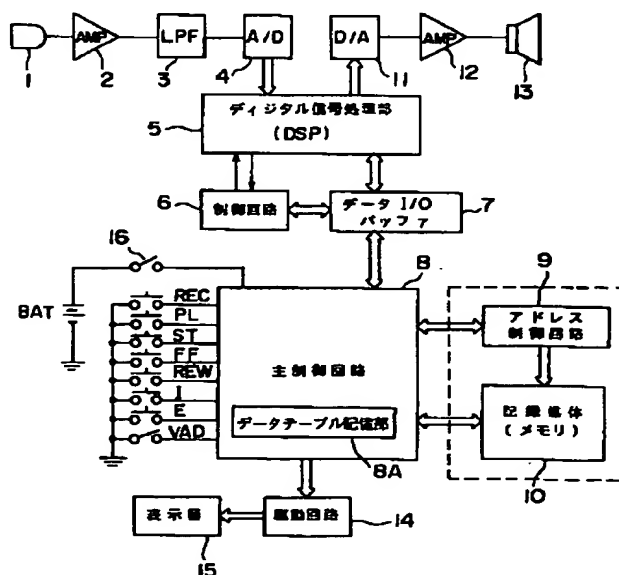 AMP
LPF
A/D
D/A
AMP
1
2
3
4
11
12
13
ディジタル信号処理部
(DSP)
5
6
制御回路
データ I/O
バッファ
7
16
8
9
BAT
REC
PL
ST
FF
REW
I
E
VAD
主制御回路
データテーブル記信部
8A
アドレス
制御回路
記録媒体
(メモリ)
10
表示器
15
駆動回路
14